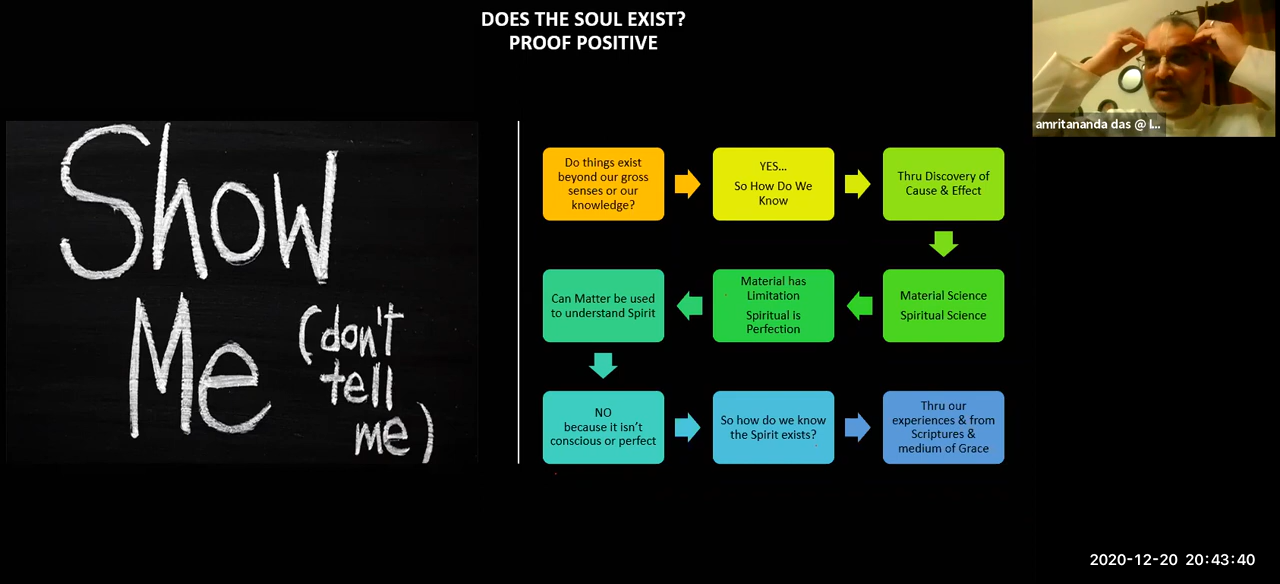 DOES THE SOUL EXIST?
PROOF POSITIVE
Show
Me
(don't
tell
me)
Do things exist
beyond our gross
senses or our
knowledge?
YES...
So How Do We
Know
Thru Discovery of
Cause & Effect
Material Science
Spiritual Science
Material has
Limitation
Spiritual is
Perfection
Can Matter be used
to understand Spirit
NO
because it isn't
conscious or perfect
So how do we know
the Spirit exists?
Thru our
experiences & from
Scriptures &
medium of Grace
amritananda das @ I...
2020-12-20 20:43:40